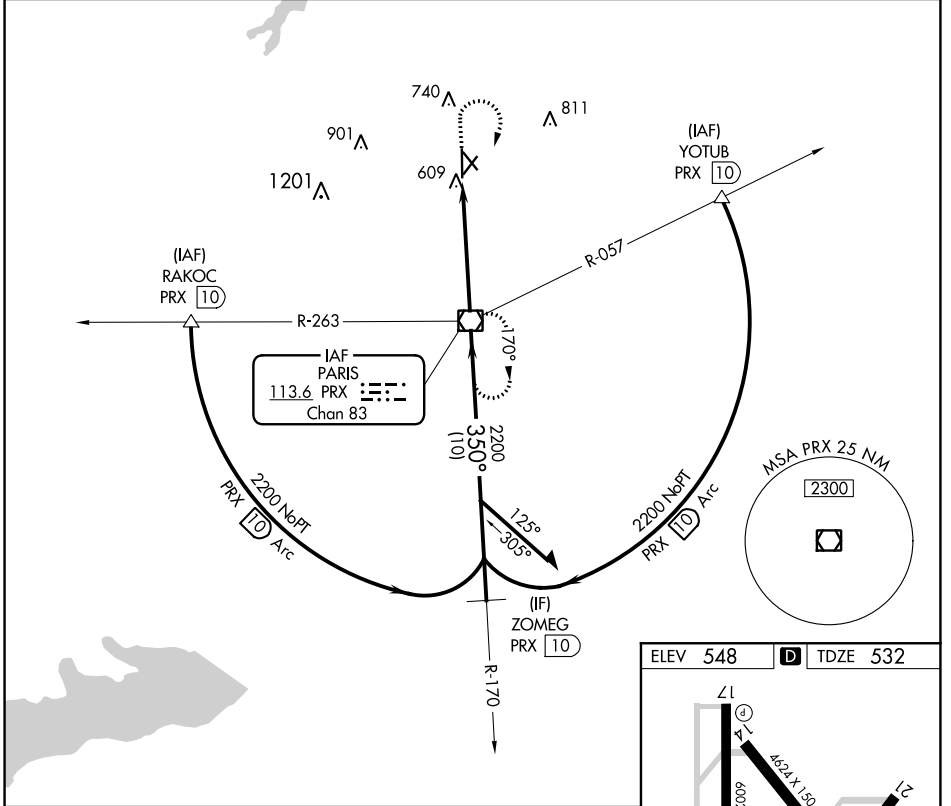 740
811
901
609
1201
(IAF)
YOTUB
PRX 10
R-057
(IAF)
RAKOC
PRX 10
R-263
IAF
PARIS
113.6 PRX
Chan 83
170°
2200
350°
(10)
2200 NoPT
PRX 10 Arc
2200 NoPT
PRX 10 Arc
125°
305°
MSA PRX 25 NM
2300
(IF)
ZOMEG
PRX 10
R-170
ELEV 548 D TDZE 532
17
P
14
4624 X 150
21